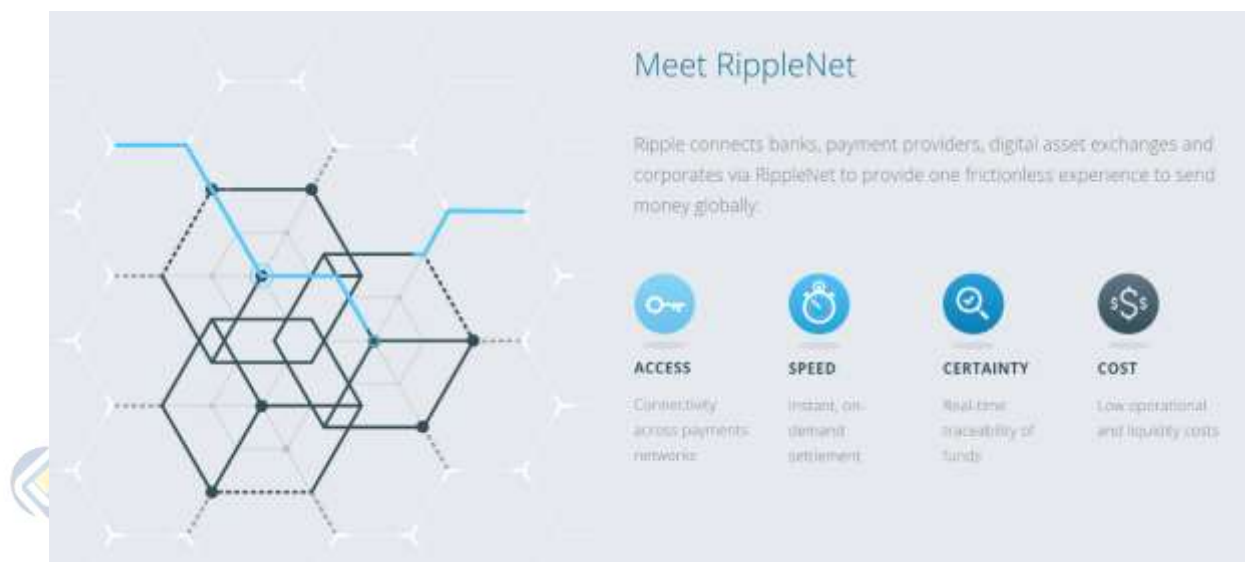 Meet RippleNet
Ripple connects banks, payment providers, digital asset exchanges and
corporates via RippleNet to provide one frictionless experience to send
money globally:
ACCESS
Connectivity
across payments
networks
SPEED
Instant, on-
demand
settlement
CERTAINTY
Real-time
traceability of
funds
$S$
COST
Low operational
and liquidity costs